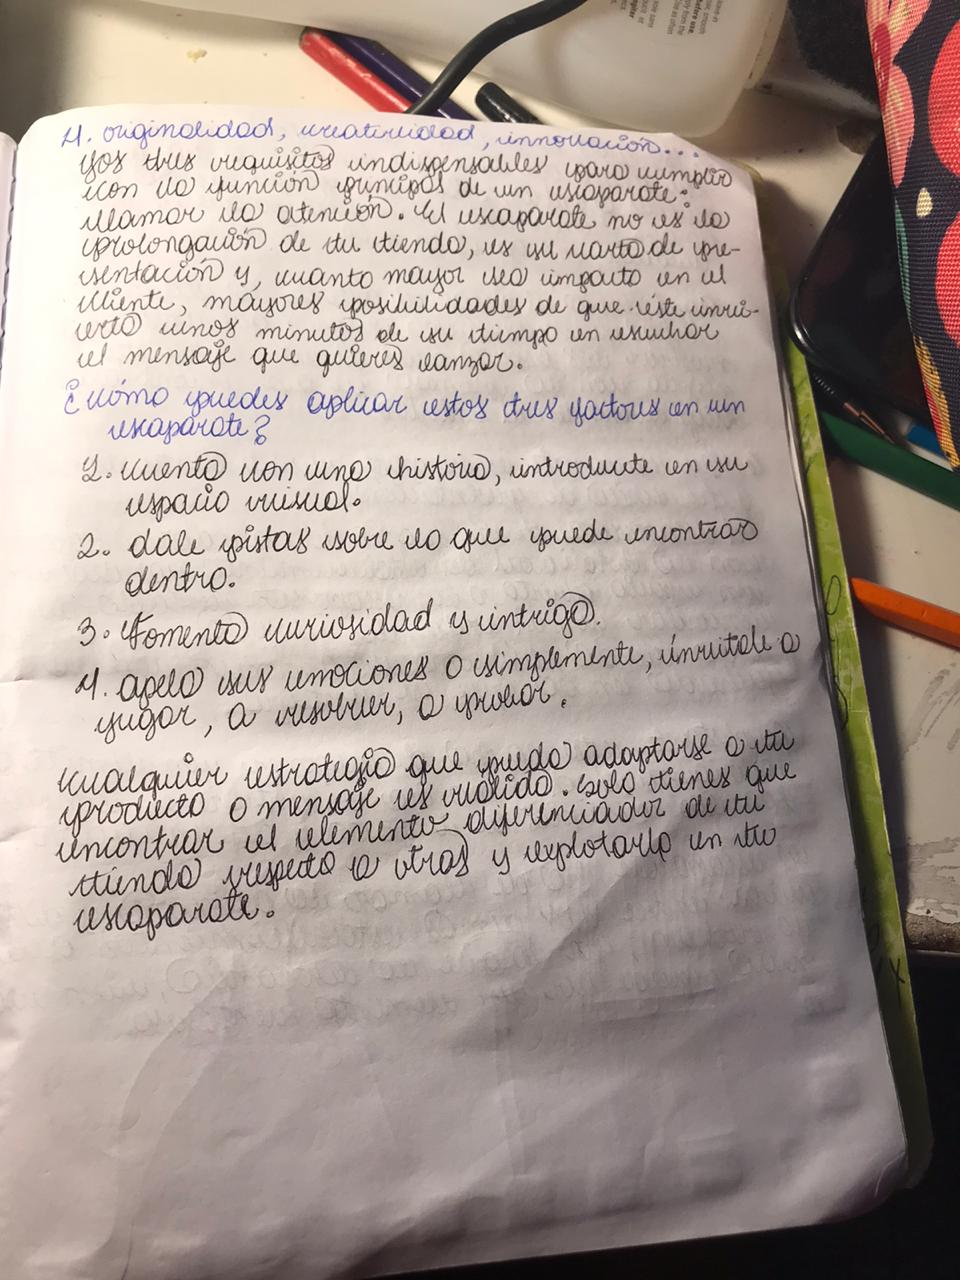 4. originalidad, creatividad, innovación...
Los tres requisitos indispensables para cumplir
con la función principal de un escaparate:
llamar la atención. El escaparate no es la
prolongación de tu tienda, es su carta de pre-
sentación y, cuanto mayor sea impacto en el
cliente, mayores posibilidades de que éste invi-
erta unos minutos de su tiempo en escuchar
el mensaje que quieres lanzar.
¿cómo puedes aplicar estos tres factores en un
escaparate?
1. cuenta con una historia, introducete en su
espacio visual.
2. dale pistas sobre lo que puede encontrar
dentro.
3. Fomenta curiosidad y intriga.
4. apela sus emociones o simplemente, invitale a
jugar, a resolver, a probar.
Cualquier estrategia que pueda adaptarse a tu
producto o mensaje es válida. Solo tienes que
encontrar el elemento diferenciador de tu
tienda respecto a otras y explotarlo en tu
escaparate.